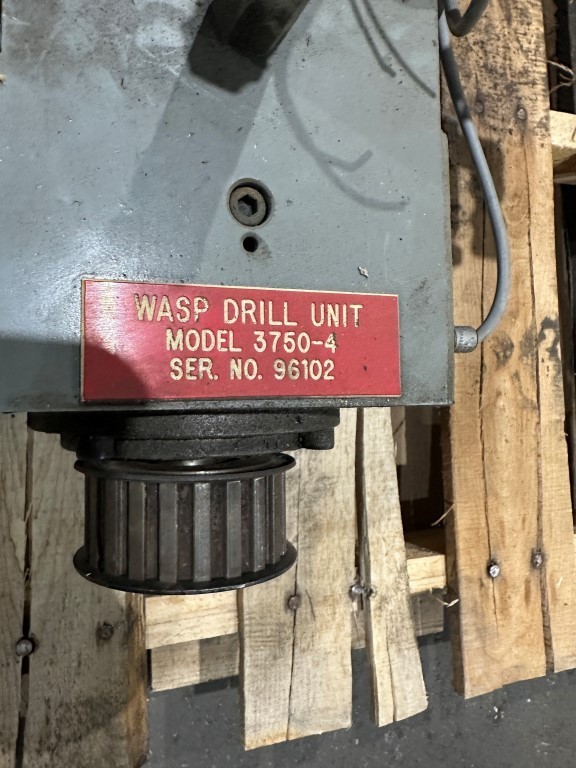 WASP DRILL UNIT
MODEL 3750-4
SER. NO. 96102